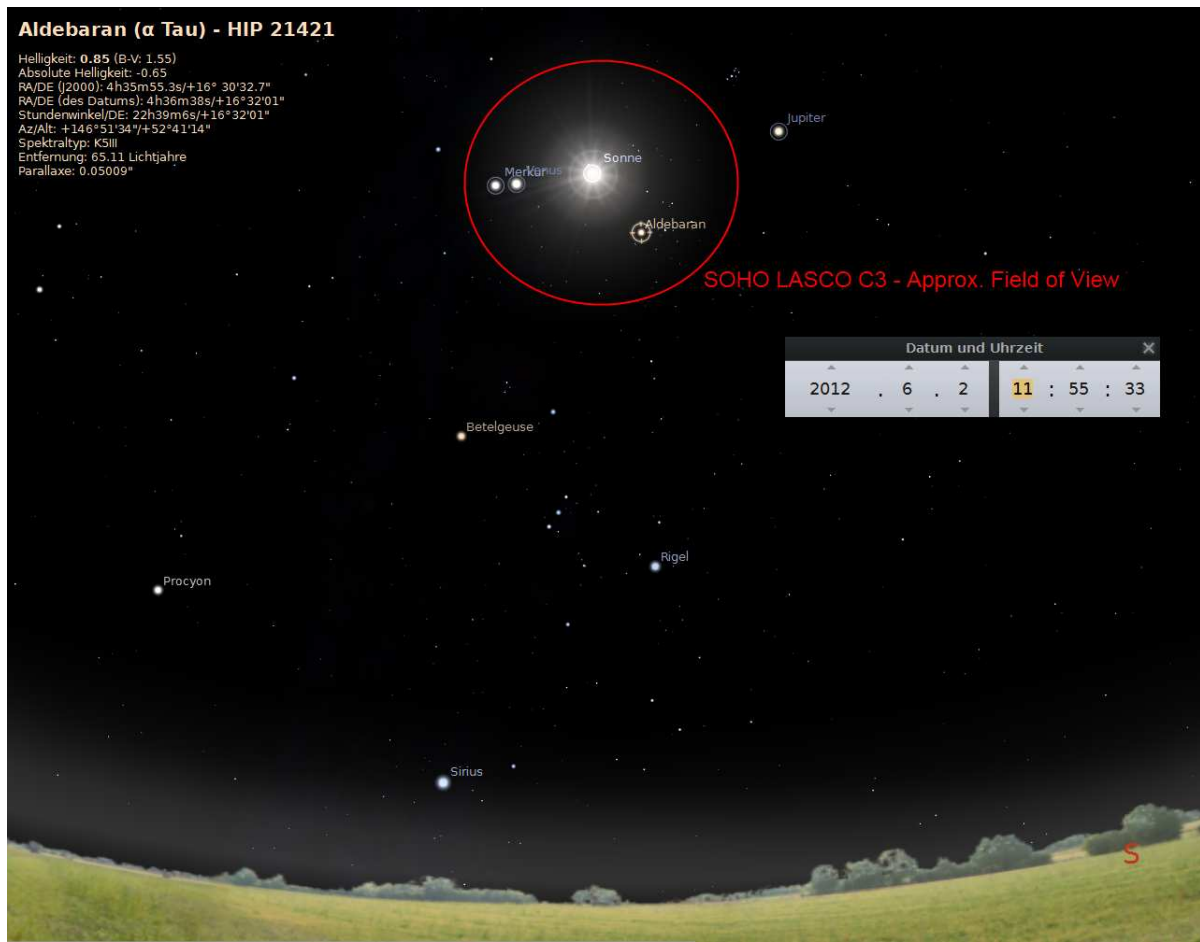 Aldebaran (α Tau) - HIP 21421
Helligkeit: 0.85 (B-V: 1.55)
Absolute Helligkeit: -0.65
RA/DE (J2000): 4h35m55.3s/+16° 30'32.7"
RA/DE (des Datums): 4h36m38s/+16°32'01"
Stundenwinkel/DE: 22h39m6s/+16°32'01"
Az/Alt: +146°51'34"/+52°41'14"
Spektraltyp: K5III
Entfernung: 65.11 Lichtjahre
Parallaxe: 0.05009"
Jupiter
Sonne
Merkur Venus
Aldebaran
SOHO LASCO C3 - Approx. Field of View
Datum und Uhrzeit
2012 . 6 . 2 11 : 55 : 33
Betelgeuse
Rigel
Procyon
Sirius
S